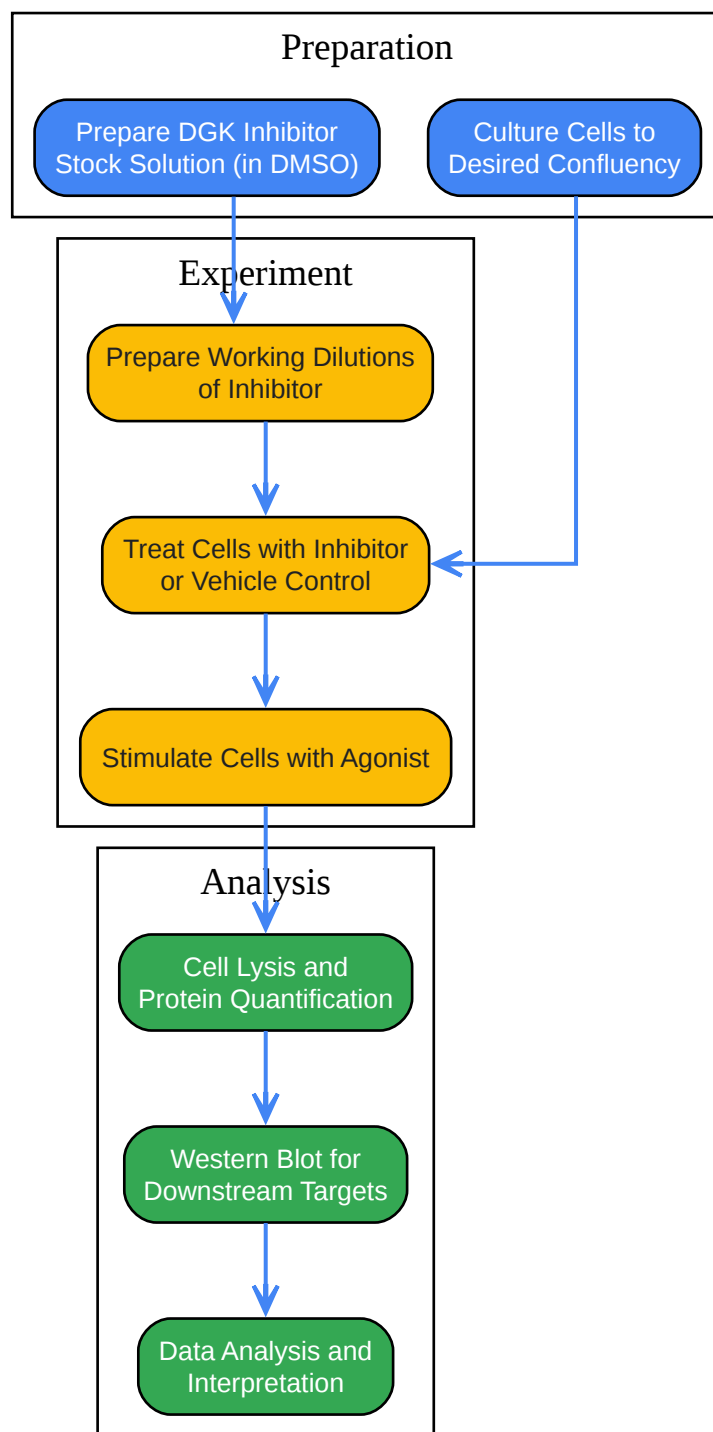 Preparation
Prepare DGK Inhibitor
Stock Solution (in DMSO)
Culture Cells to
Desired Confluency
Experiment
Prepare Working Dilutions
of Inhibitor
Treat Cells with Inhibitor
or Vehicle Control
Stimulate Cells with Agonist
Analysis
Cell Lysis and
Protein Quantification
Western Blot for
Downstream Targets
Data Analysis and
Interpretation